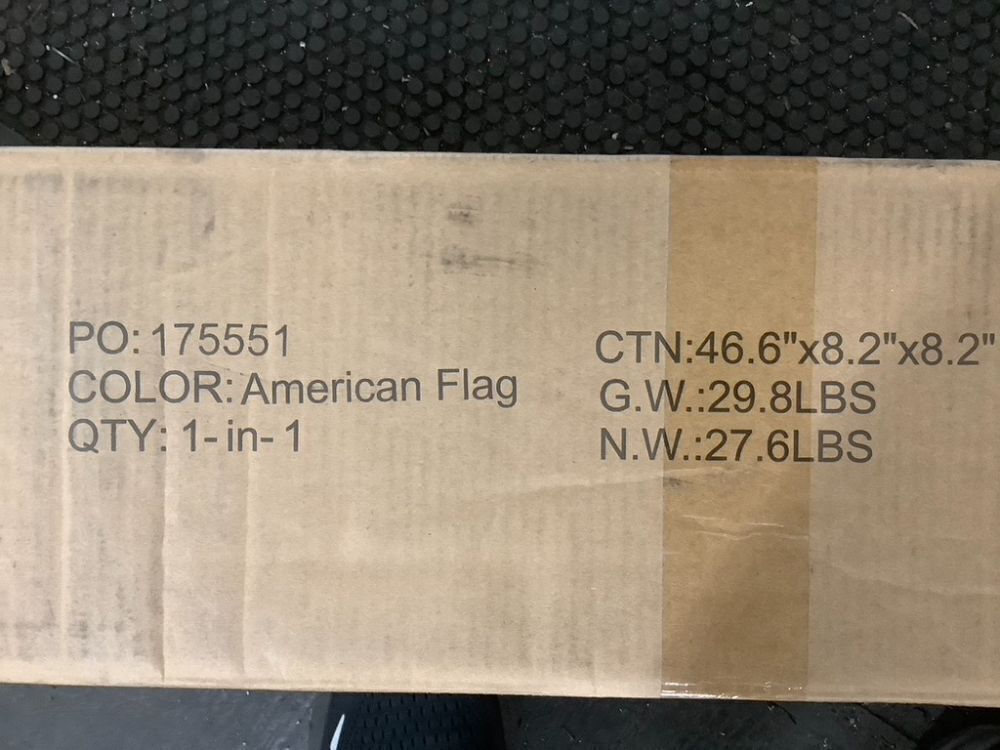 PO: 175551
COLOR: American Flag
QTY: 1-in-1
CTN:46.6"x8.2"x8.2"
G.W.:29.8LBS
N.W.:27.6LBS